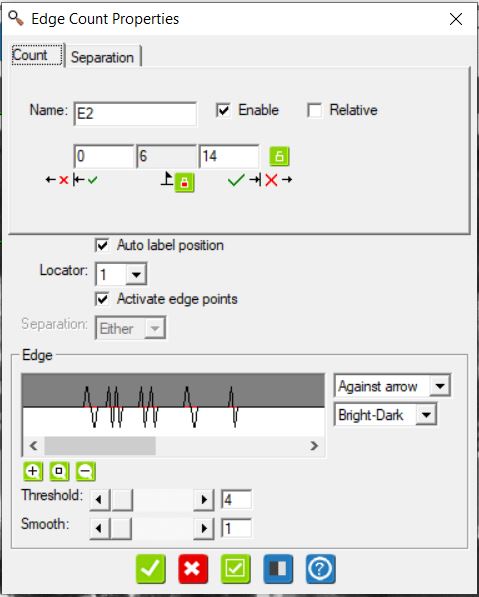 Edge Count Properties
Count Separation
Name: E2 Enable Relative
0 6 14
Auto label position
Locator: 1
Activate edge points
Separation: Either
Edge
Against arrow
Bright-Dark
Threshold: 4
Smooth: 1